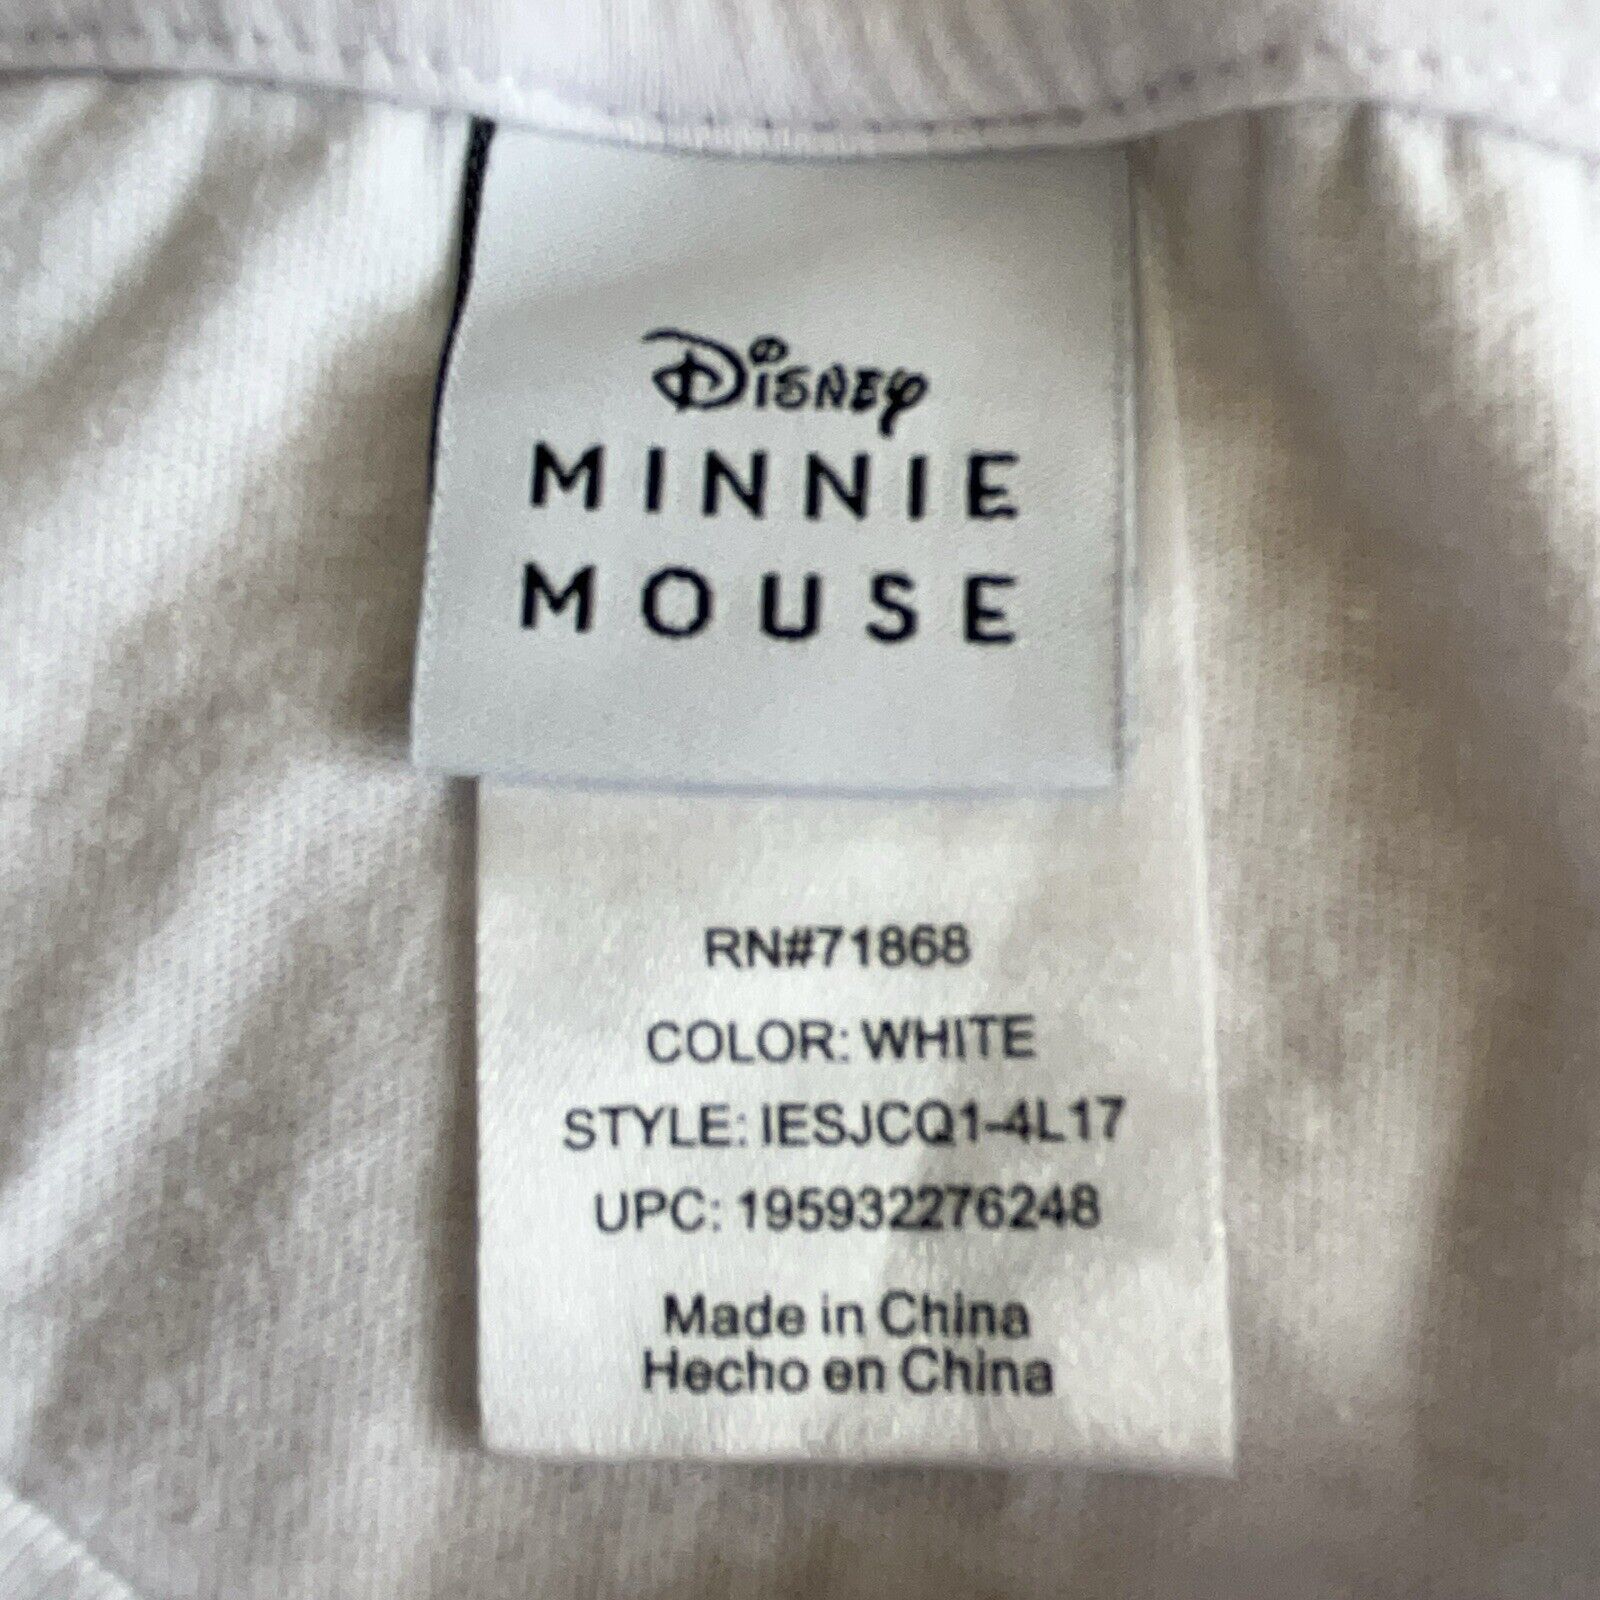 Disney
MINNIE
MOUSE
RN#71868
COLOR: WHITE
STYLE: IESJCQ1-4L17
UPC: 195932276248
Made in China
Hecho en China